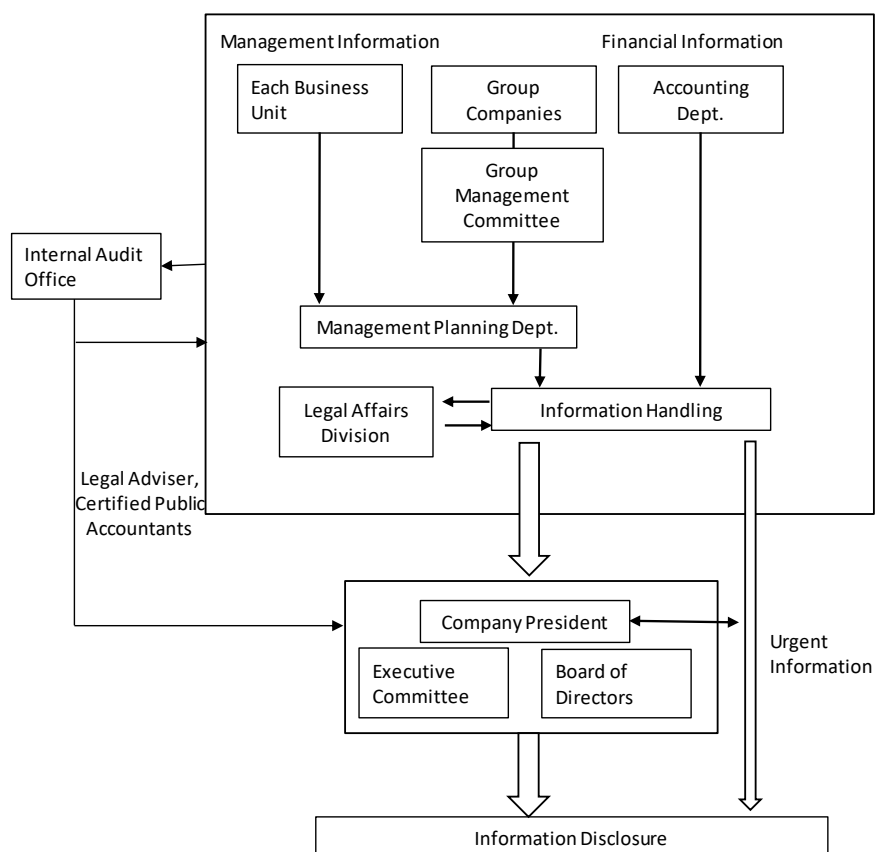 Management Information
Financial Information
Each Business
Unit
Group
Companies
Accounting
Dept.
Group
Management
Committee
Internal Audit
Office
Management Planning Dept.
Legal Affairs
Division
Information Handling
Legal Adviser,
Certified Public
Accountants
Company President
Executive
Committee
Board of
Directors
Urgent
Information
Information Disclosure